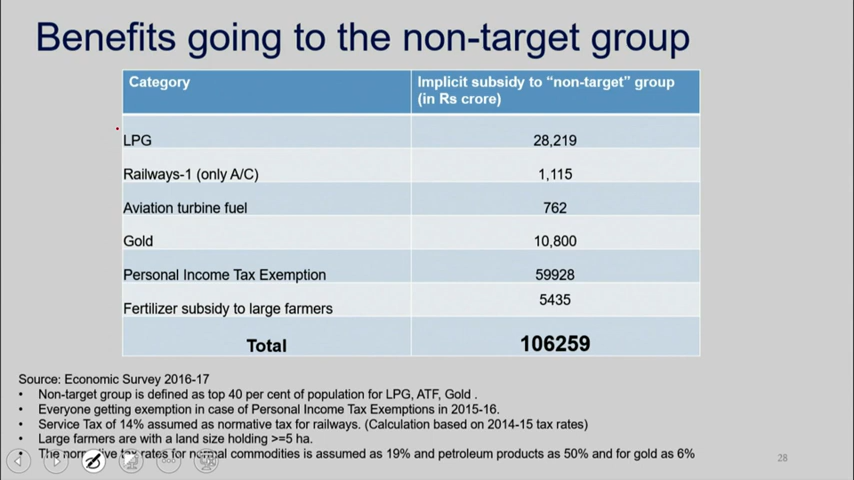 Benefits going to the non-target group
Category Implicit subsidy to “non-target” group
(in Rs crore)
LPG 28,219
Railways-1 (only A/C) 1,115
Aviation turbine fuel 762
Gold 10,800
Personal Income Tax Exemption 59928
Fertilizer subsidy to large farmers 5435
Total 106259
Source: Economic Survey 2016-17
• Non-target group is defined as top 40 per cent of population for LPG, ATF, Gold .
• Everyone getting exemption in case of Personal Income Tax Exemptions in 2015-16.
• Service Tax of 14% assumed as normative tax for railways. (Calculation based on 2014-15 tax rates)
• Large farmers are with a land size holding >=5 ha.
• The normative tax rates for normal commodities is assumed as 19% and petroleum products as 50% and for gold as 6%
28